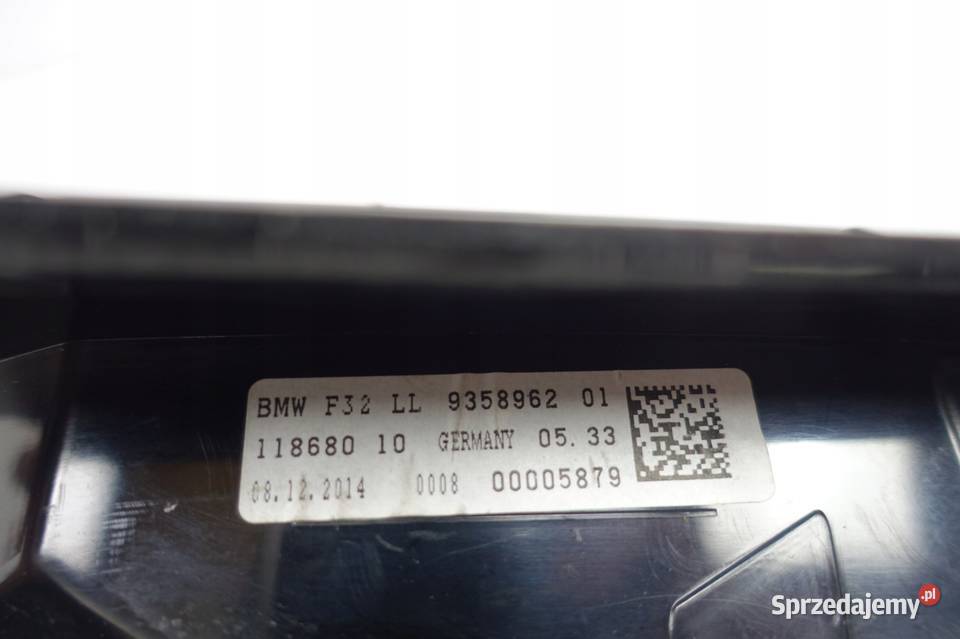 BMW F32 LL 9358962 01
118680 10 GERMANY 05.33
08.12.2014 0008 00005879
Sprzedajemy.pl